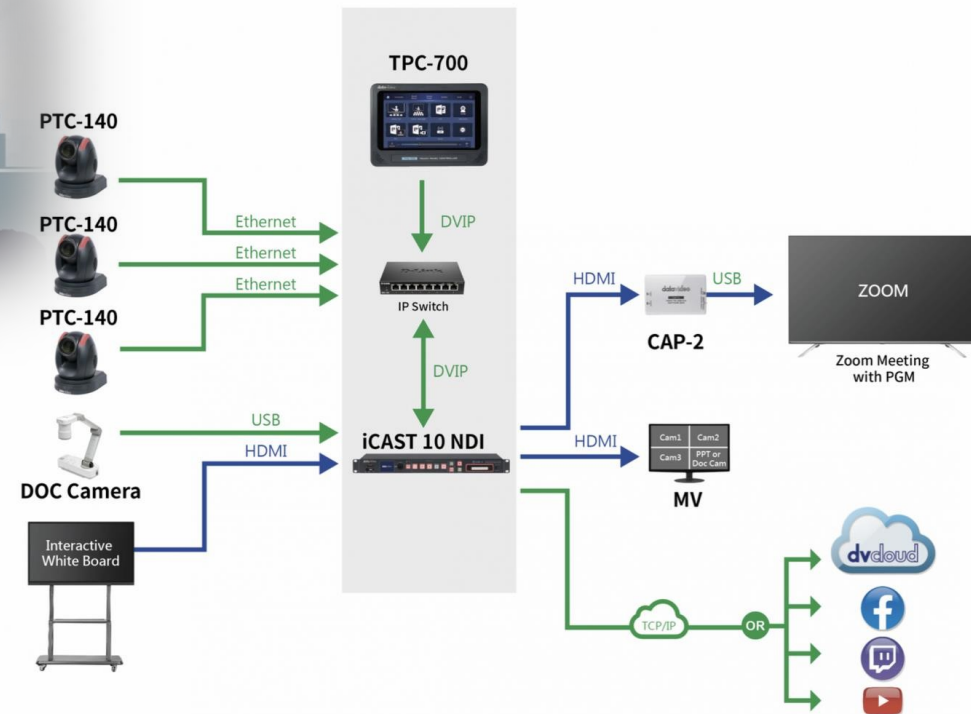 TPC-700
PTC-140
Ethernet
DVIP
PTC-140
Ethernet
D-Link
PTC-140
Ethernet
IP Switch
HDMI
datavideo
USB
ZOOM
CAP-2
Zoom Meeting
with PGM
DVIP
USB
iCAST 10 NDI
HDMI
HDMI
Cam1
Cam2
Cam3
PPT or
Doc Cam
MV
DOC Camera
Interactive
White Board
dvcloud
TCP/IP
OR